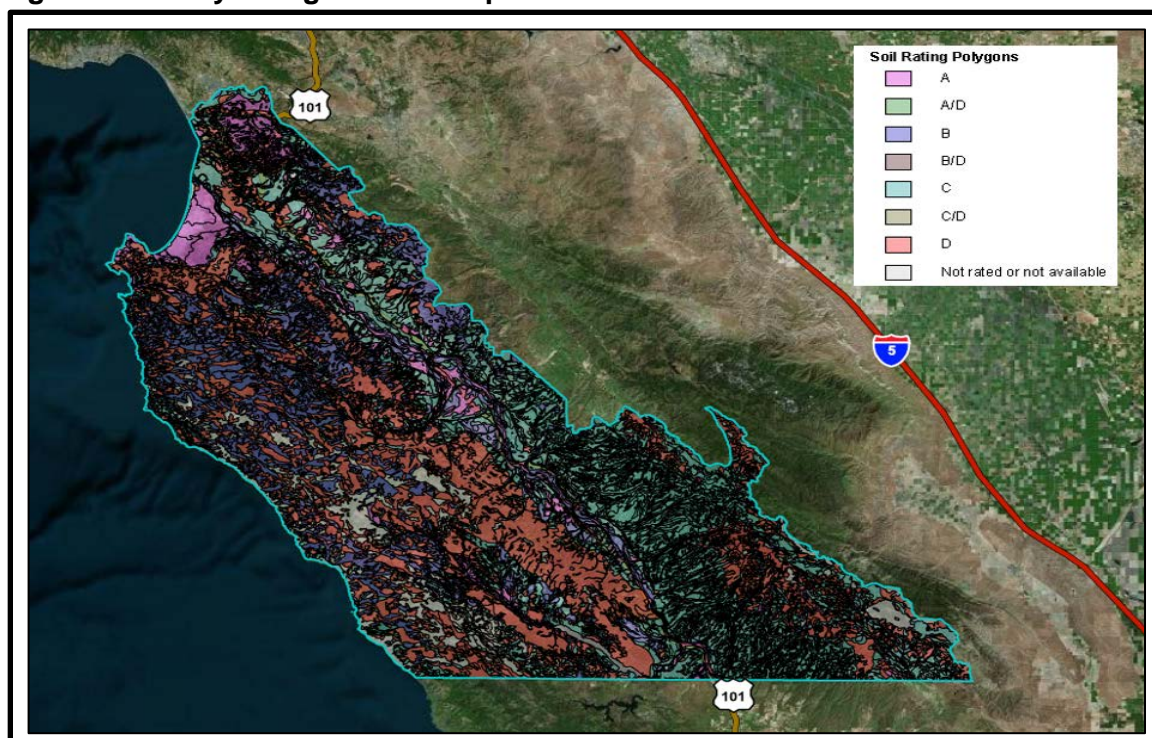 Soil Rating Polygons
A
A/D
B
B/D
C
C/D
D
Not rated or not available
101
5
101